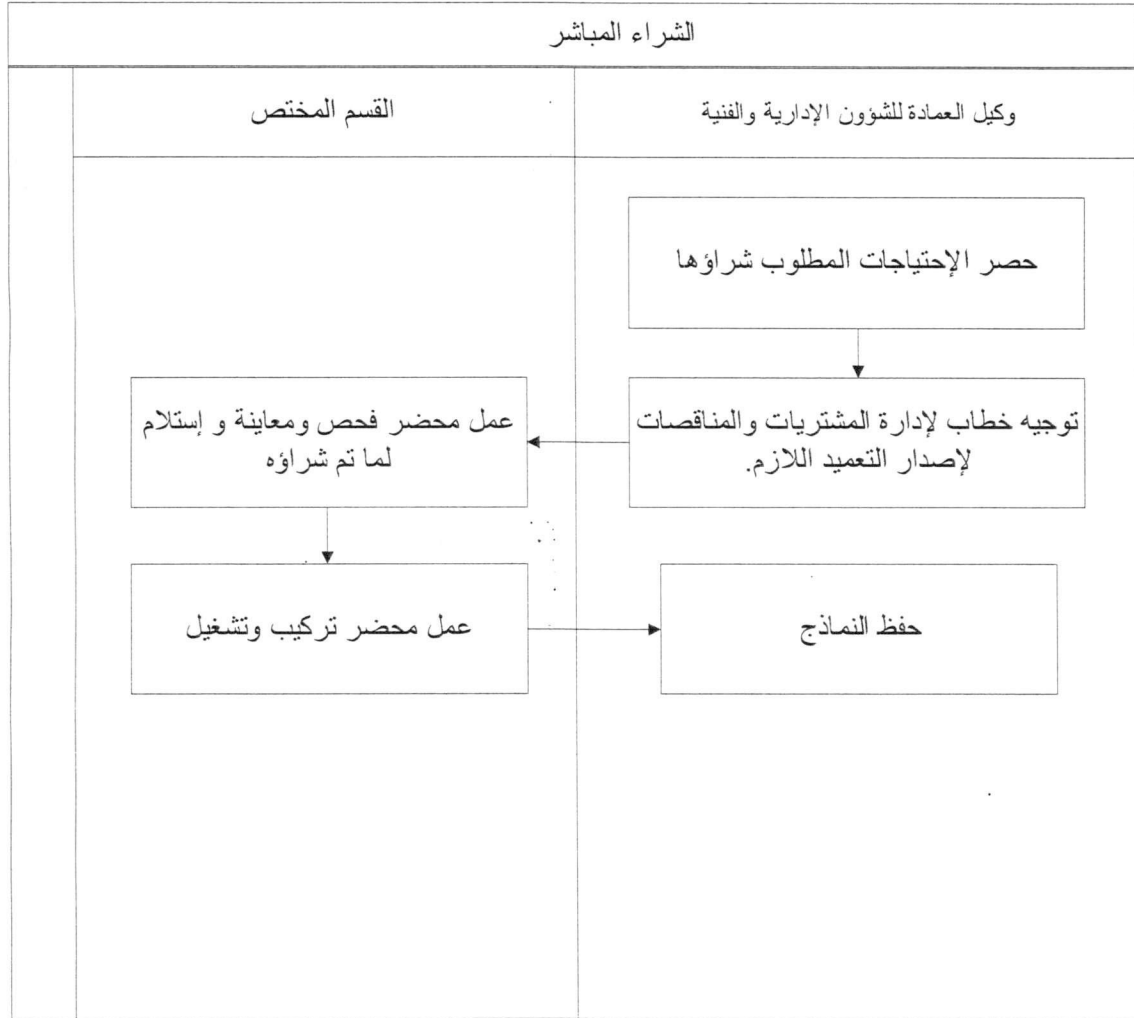 الشراء المباشر
وكيل العمادة للشؤون الإدارية والفنية
القسم المختص
حصر الإحتياجات المطلوب شراؤها
توجيه خطاب لإدارة المشتريات والمناقصات
لإصدار التعميد اللازم.
عمل محضر فحص ومعاينة و إستلام
لما تم شراؤه
عمل محضر تركيب وتشغيل
حفظ النماذج